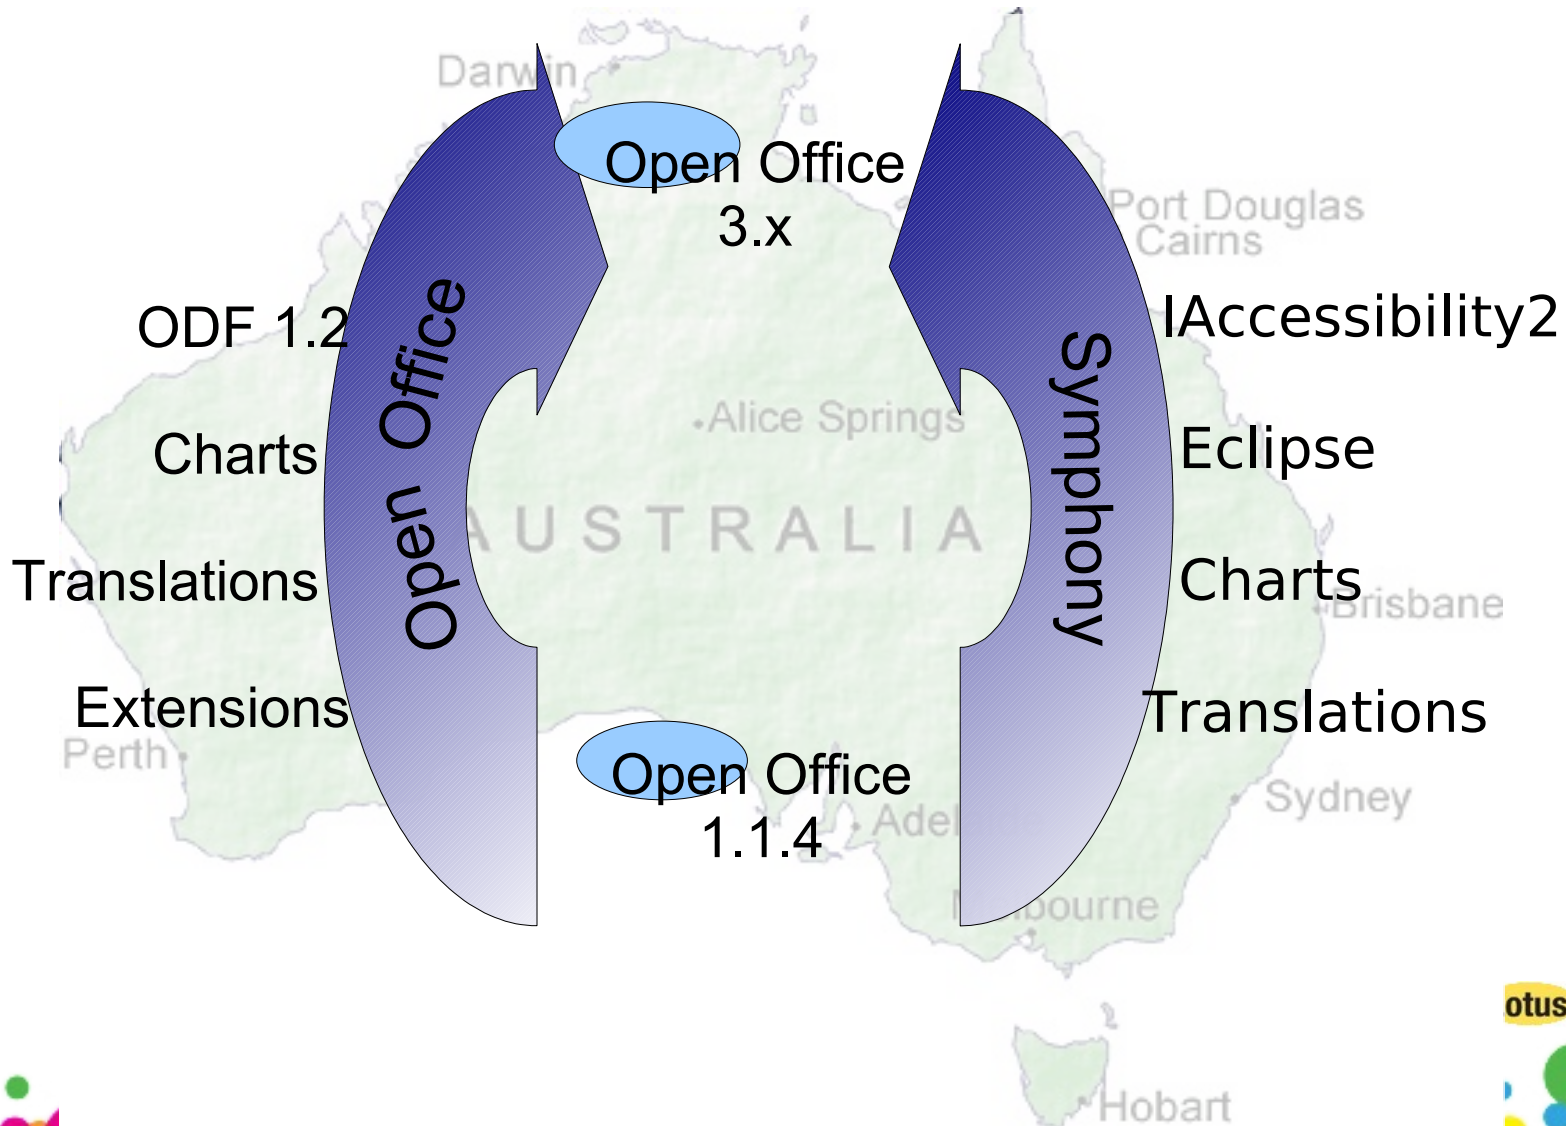 Darwin
Open Office
3.x
Port Douglas
Cairns
ODF 1.2
IAccessibility2
Open Office
Symphony
Alice Springs
Charts
Eclipse
AUSTRALIA
Translations
Charts
Brisbane
Extensions
Translations
Perth
Open Office
1.1.4
Sydney
Adel
bourne
otus
Hobart